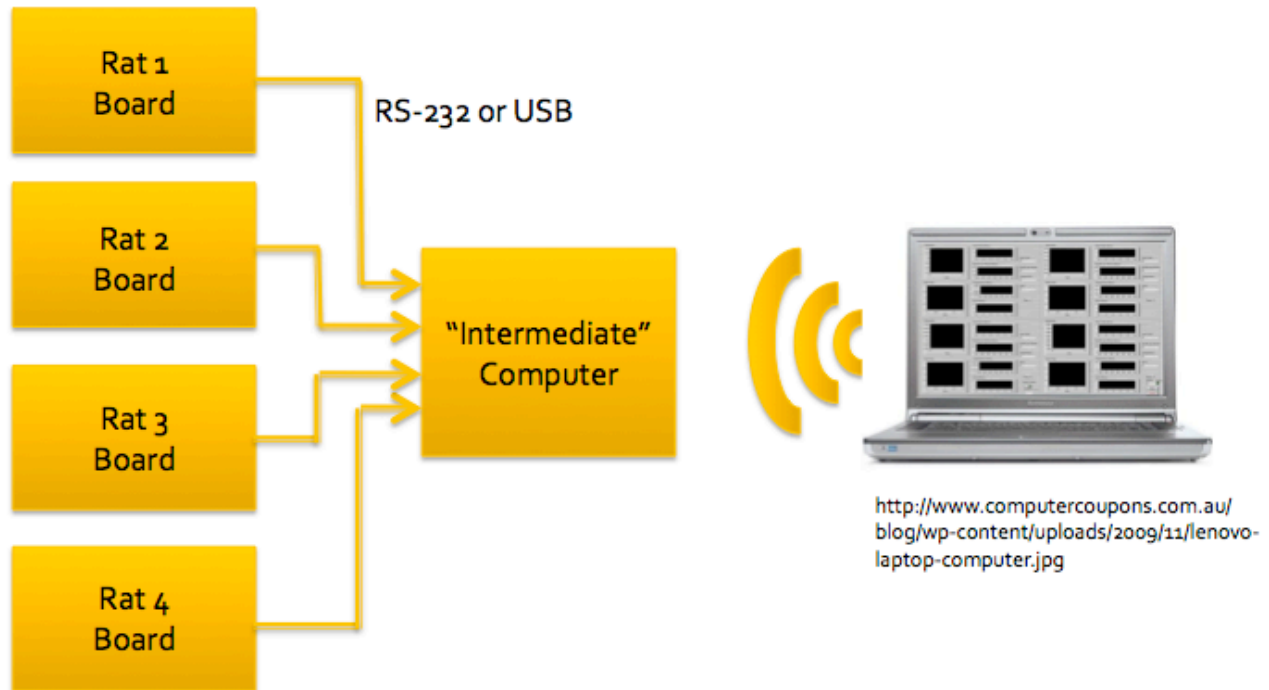 Rat 1
Board
RS-232 or USB
Rat 2
Board
"Intermediate"
Computer
Rat 3
Board
Rat 4
Board
http://www.computercoupons.com.au/
blog/wp-content/uploads/2009/11/lenovo-
laptop-computer.jpg